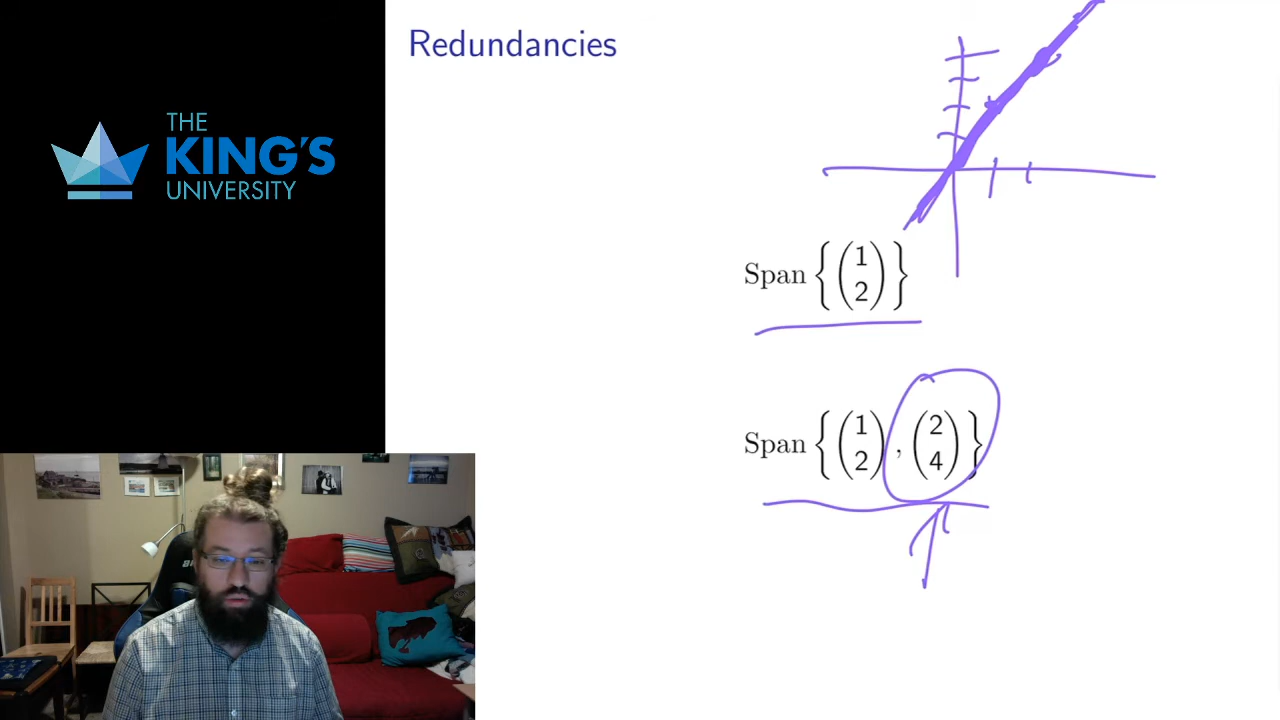 THE
KING'S
UNIVERSITY
Redundancies
Span {(1 2)}
Span {(1 2), (2 4)}